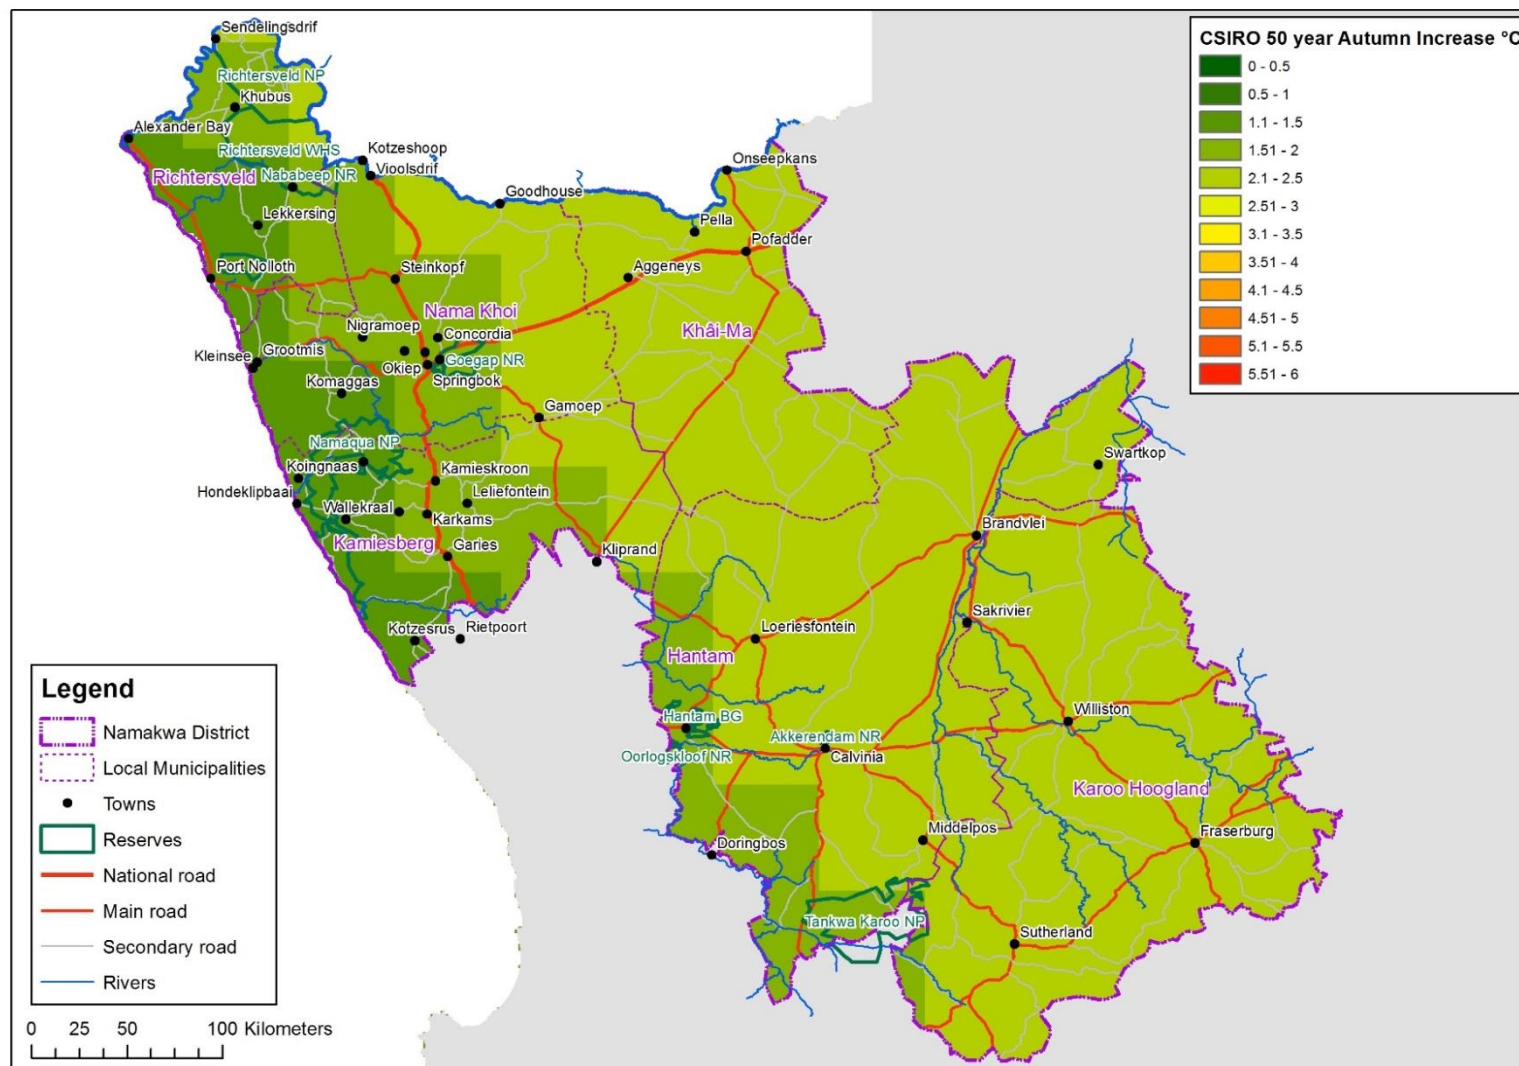 CSIRO 50 year Autumn Increase °C
0 - 0.5
0.5 - 1
1.1 - 1.5
1.51 - 2
2.1 - 2.5
2.51 - 3
3.1 - 3.5
3.51 - 4
4.1 - 4.5
4.51 - 5
5.1 - 5.5
5.51 - 6
Sendelingsdrif
Richtersveld NP
Khubus
Alexander Bay
Richtersveld WHS
Kotzeshoop
Vioolsdrif
Richtersveld
Nababeep NR
Goodhouse
Onseepkans
Lekkersing
Pella
Pofadder
Port Nolloth
Steinkopf
Aggeneys
Nama Khoi
Khâi-Ma
Nigramoep
Concordia
Kleinsee
Grootmis
Okiep
Goegap NR
Springbok
Komaggas
Gamoep
Namaqua NP
Koingnaas
Kamieskroon
Swartkop
Hondeklipbaai
Wallekraal
Leliefontein
Karkams
Brandvlei
Kamiesberg
Garies
Kliprand
Kotzesrus
Rietpoort
Loeriesfontein
Sakrivier
Hantam
Hantam BG
Akkerendam NR
Williston
Oorlogskloof NR
Calvinia
Karoo Hoogland
Doringbos
Middelpos
Fraserburg
Tankwa Karoo NP
Sutherland
Legend
Namakwa District
Local Municipalities
Towns
Reserves
National road
Main road
Secondary road
Rivers
0 25 50 100 Kilometers